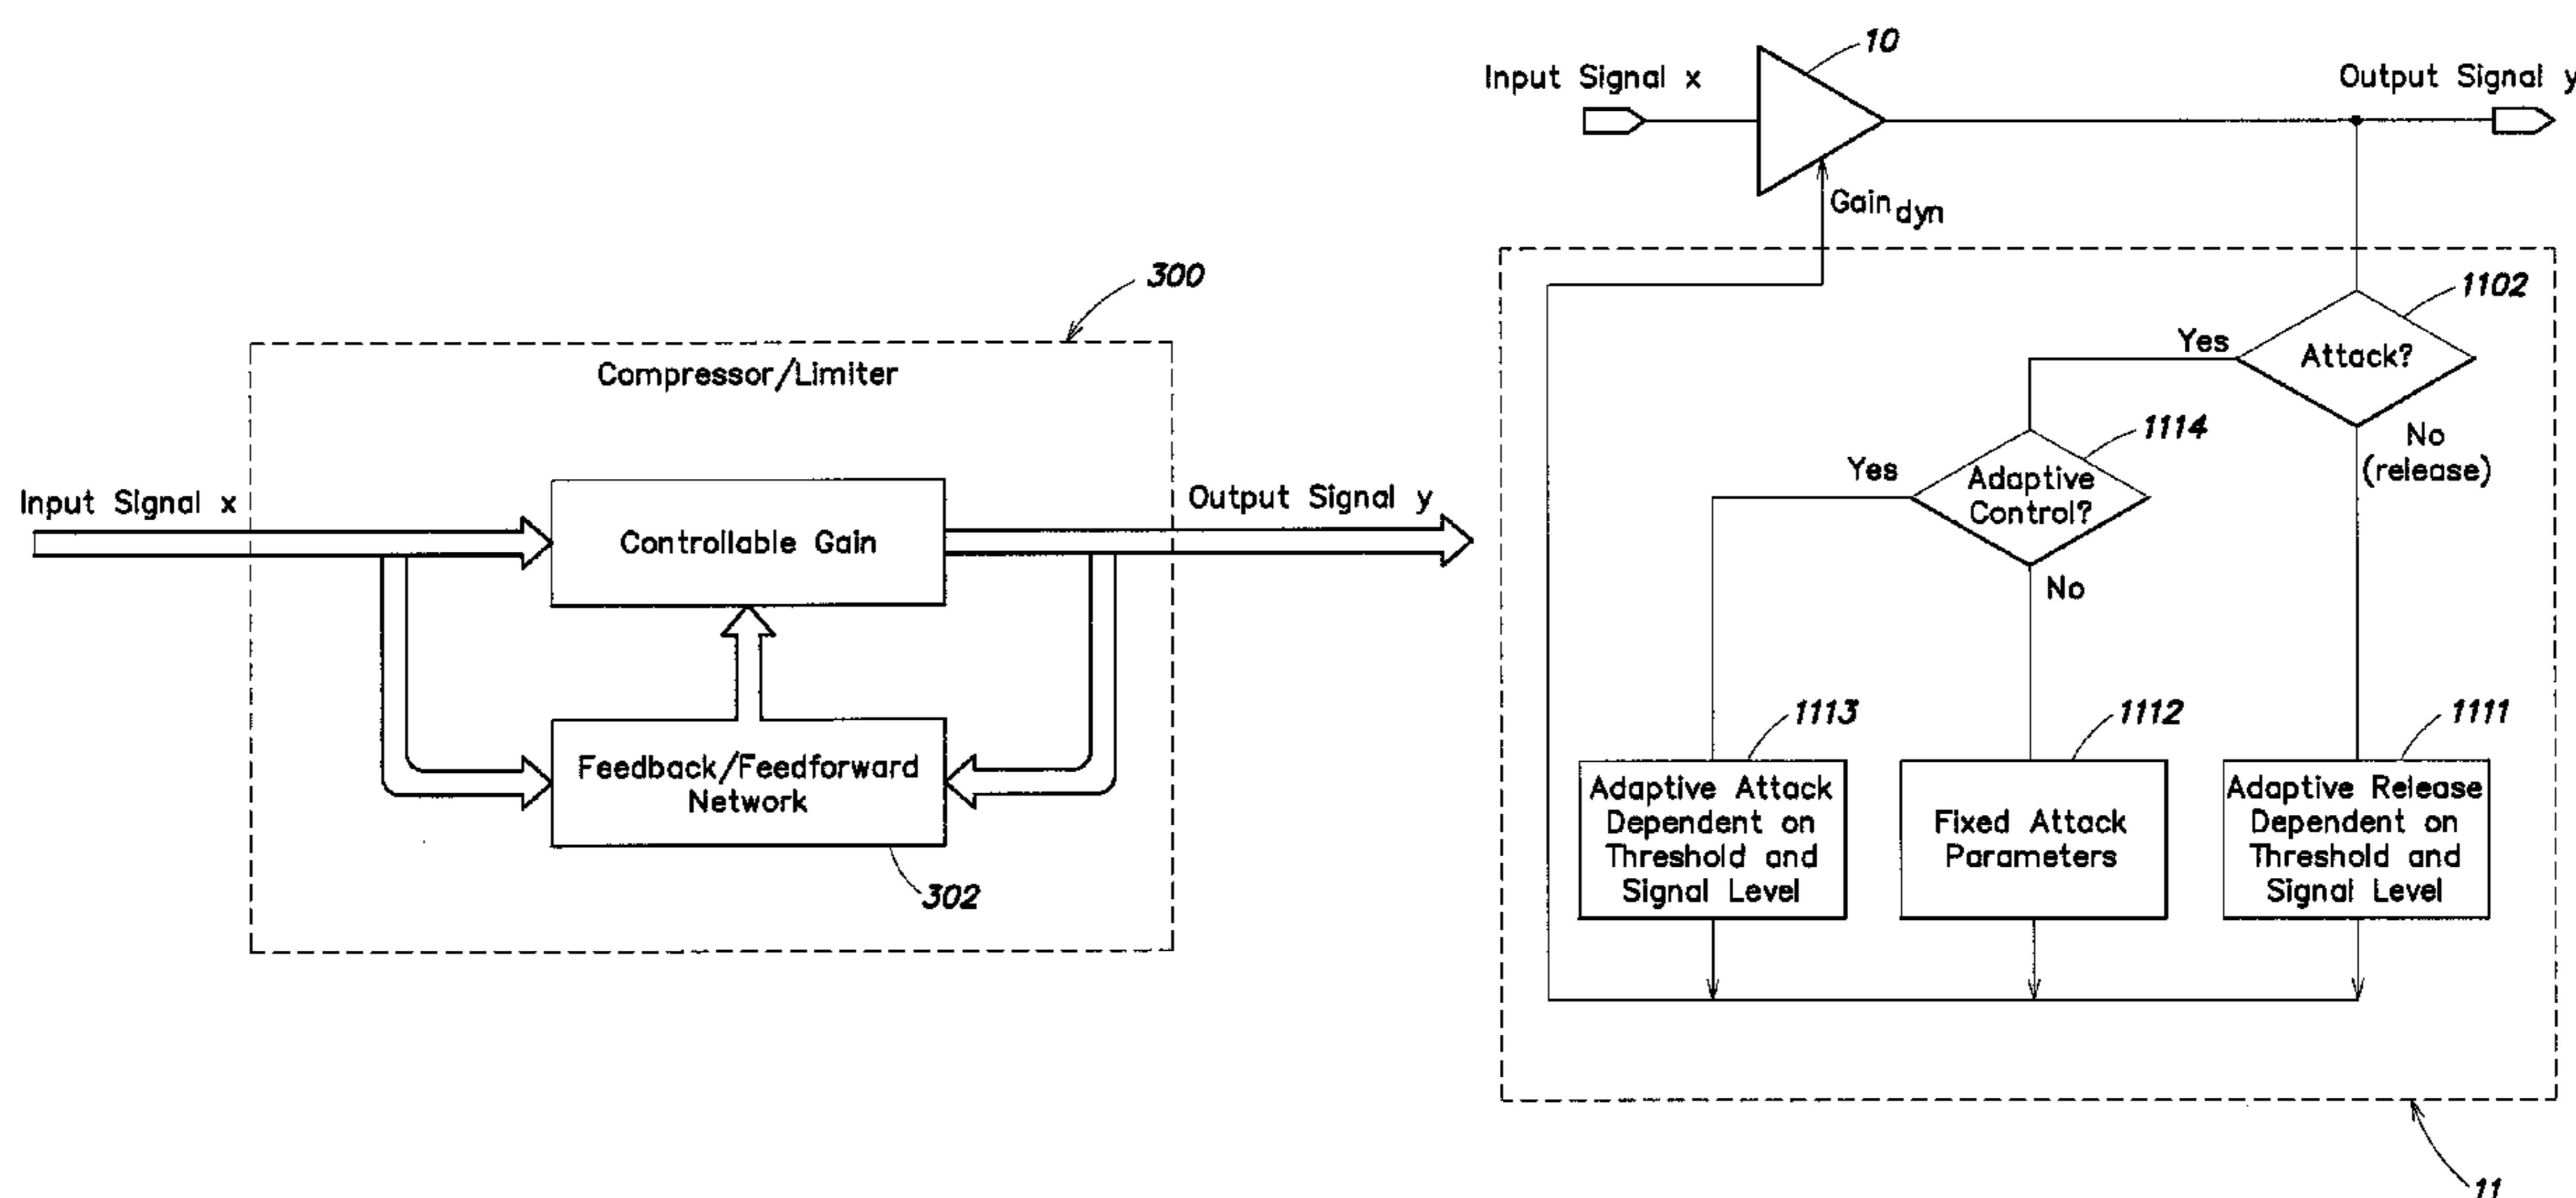 300
Compressor/Limiter
Input Signal x
Controllable Gain
Output Signal y
Feedback/Feedforward
Network
302
10
Input Signal x
Output Signal y
Gain dyn
1102
Attack?
Yes
No
(release)
1114
Adaptive
Control?
Yes
No
1113
Adaptive Attack
Dependent on
Threshold and
Signal Level
1112
Fixed Attack
Parameters
1111
Adaptive Release
Dependent on
Threshold and
Signal Level
11